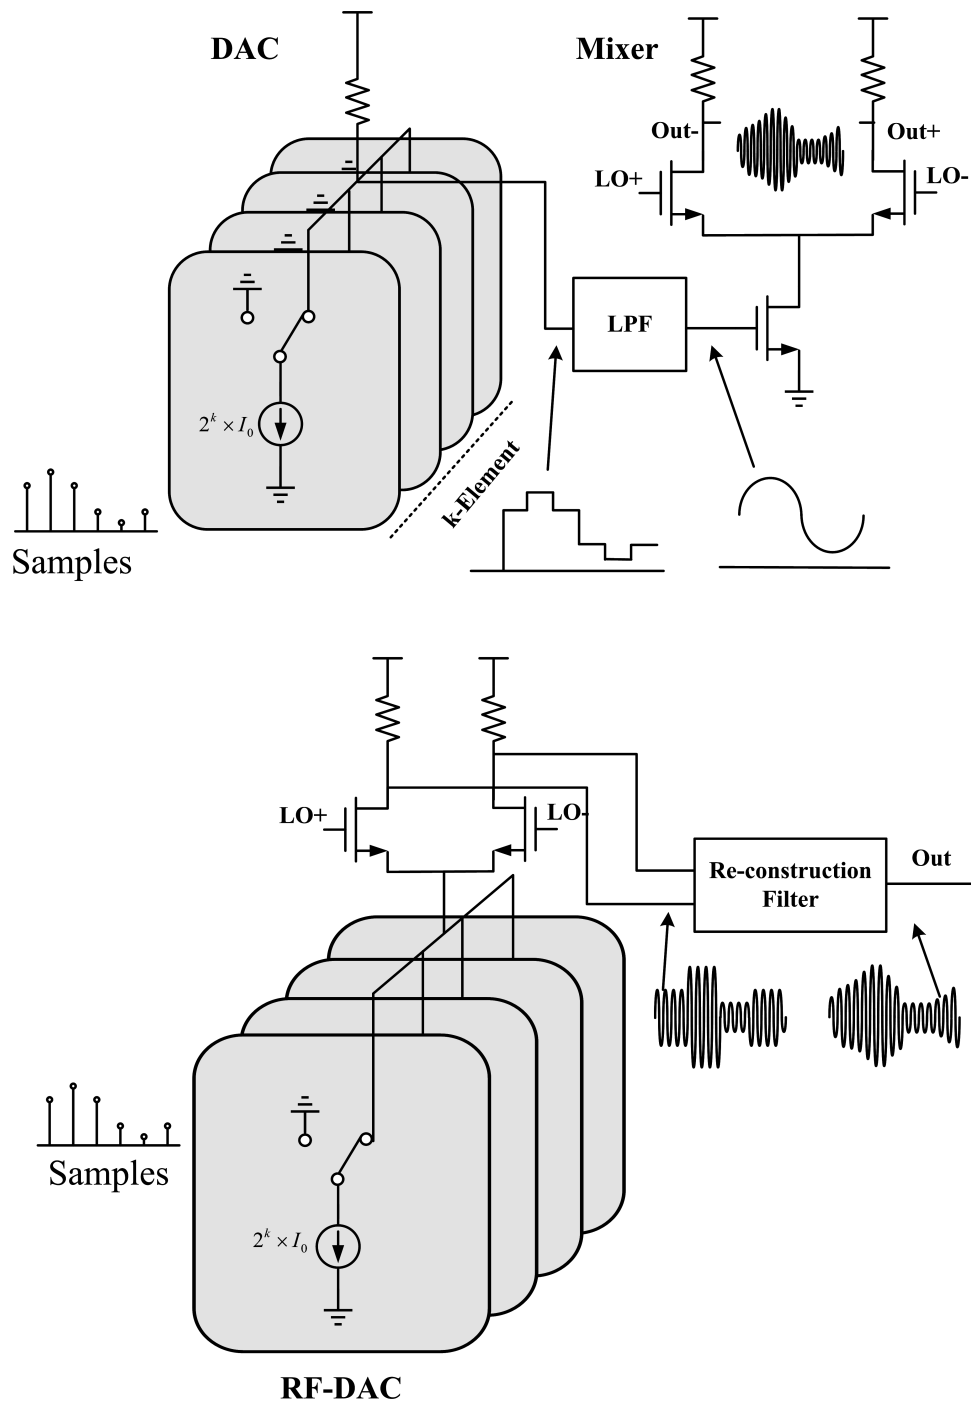 DAC
Mixer
Out-
Out+
LO+
LO-
LPF
2^k × I_0
k-Element
Samples
LO+
LO-
Re-construction
Filter
Out
Samples
2^k × I_0
RF-DAC